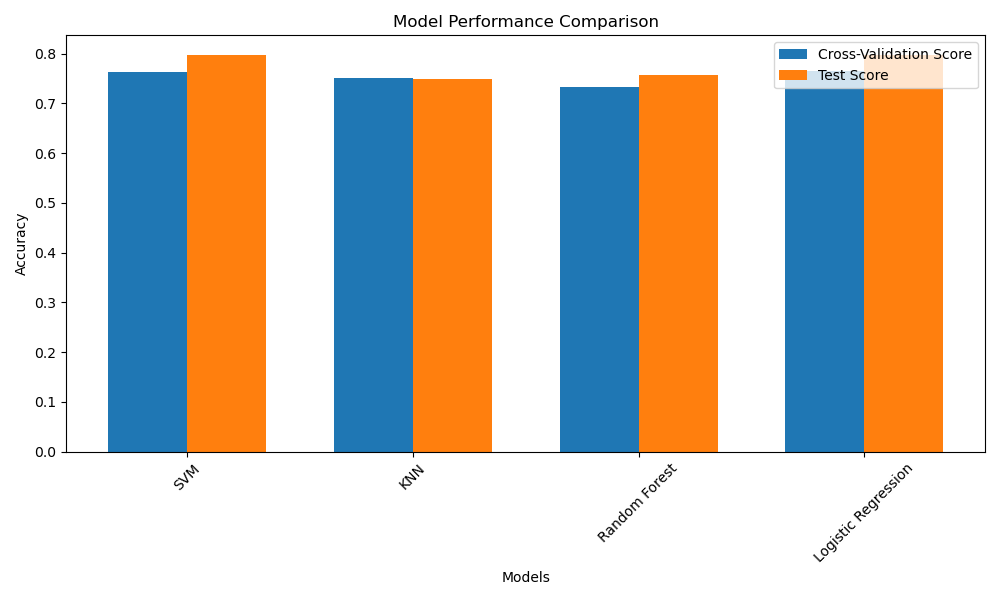 Model Performance Comparison
Cross-Validation Score
Test Score
Accuracy
0.8
0.7
0.6
0.5
0.4
0.3
0.2
0.1
0.0
SVM
KNN
Random Forest
Logistic Regression
Models